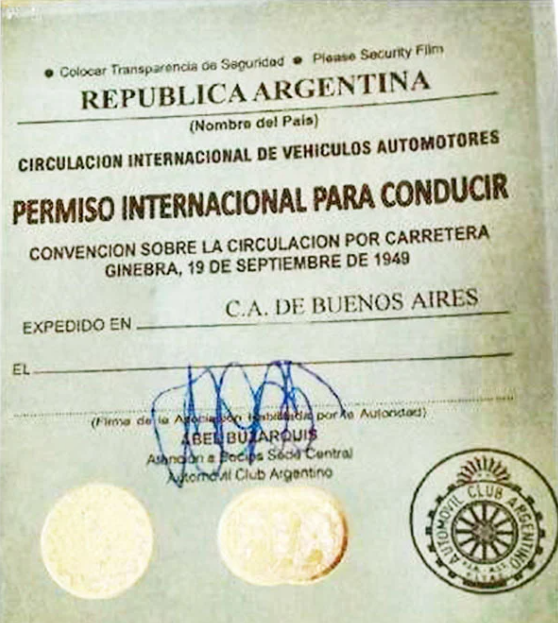 ● Colocar Transparencia de Seguridad ● Please Security Film
REPUBLICA ARGENTINA
(Nombre del País)
CIRCULACION INTERNACIONAL DE VEHICULOS AUTOMOTORES
PERMISO INTERNACIONAL PARA CONDUCIR
CONVENCION SOBRE LA CIRCULACION POR CARRETERA
GINEBRA, 19 DE SEPTIEMBRE DE 1949
EXPEDIDO EN C.A. DE BUENOS AIRES
EL
(Firma de la Asociación habilitada por la Autoridad)
ABEL BUZARQUIS
Atención a Socios Sede Central
Automóvil Club Argentino
FIA
AUTOMOVIL CLUB ARGENTINO